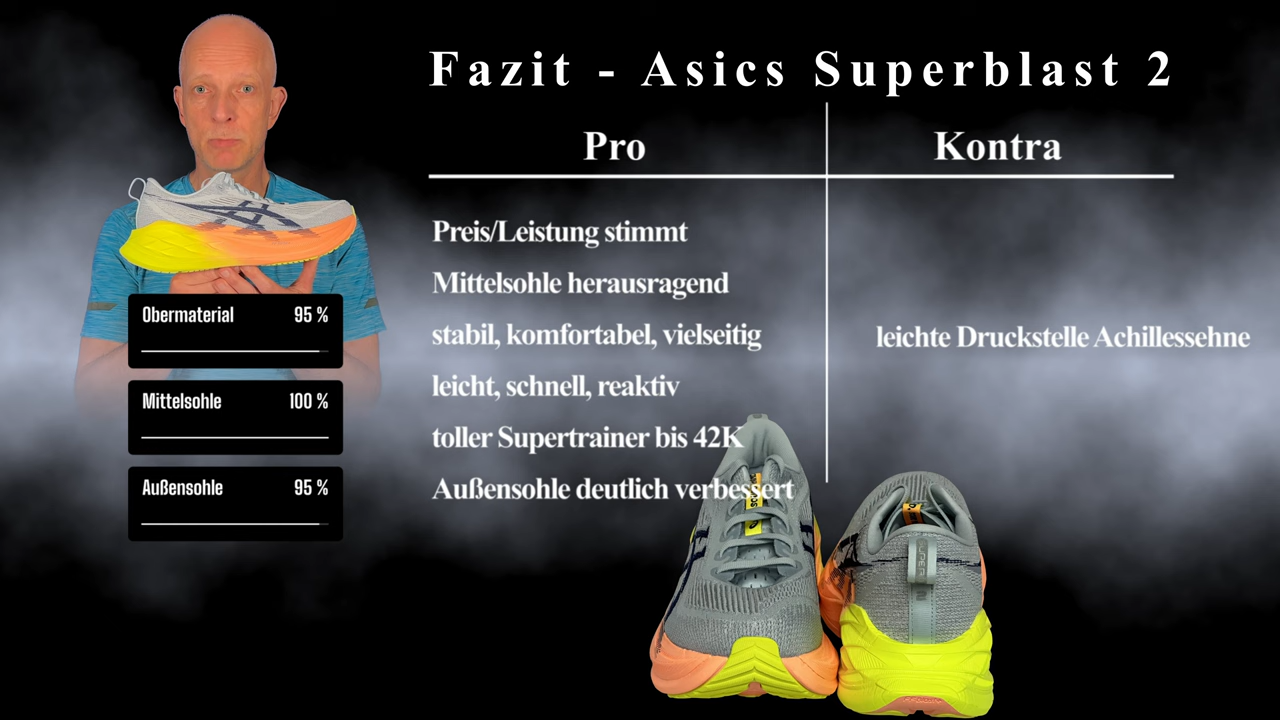 Fazit - Asics Superblast 2
Pro
Kontra
Preis/Leistung stimmt
Mittelsohle herausragend
stabil, komfortabel, vielseitig
leicht, schnell, reaktiv
toller Supertrainer bis 42K
Außensohle deutlich verbessert
leichte Druckstelle Achillessehne
Obermaterial 95 %
Mittelsohle 100 %
Außensohle 95 %